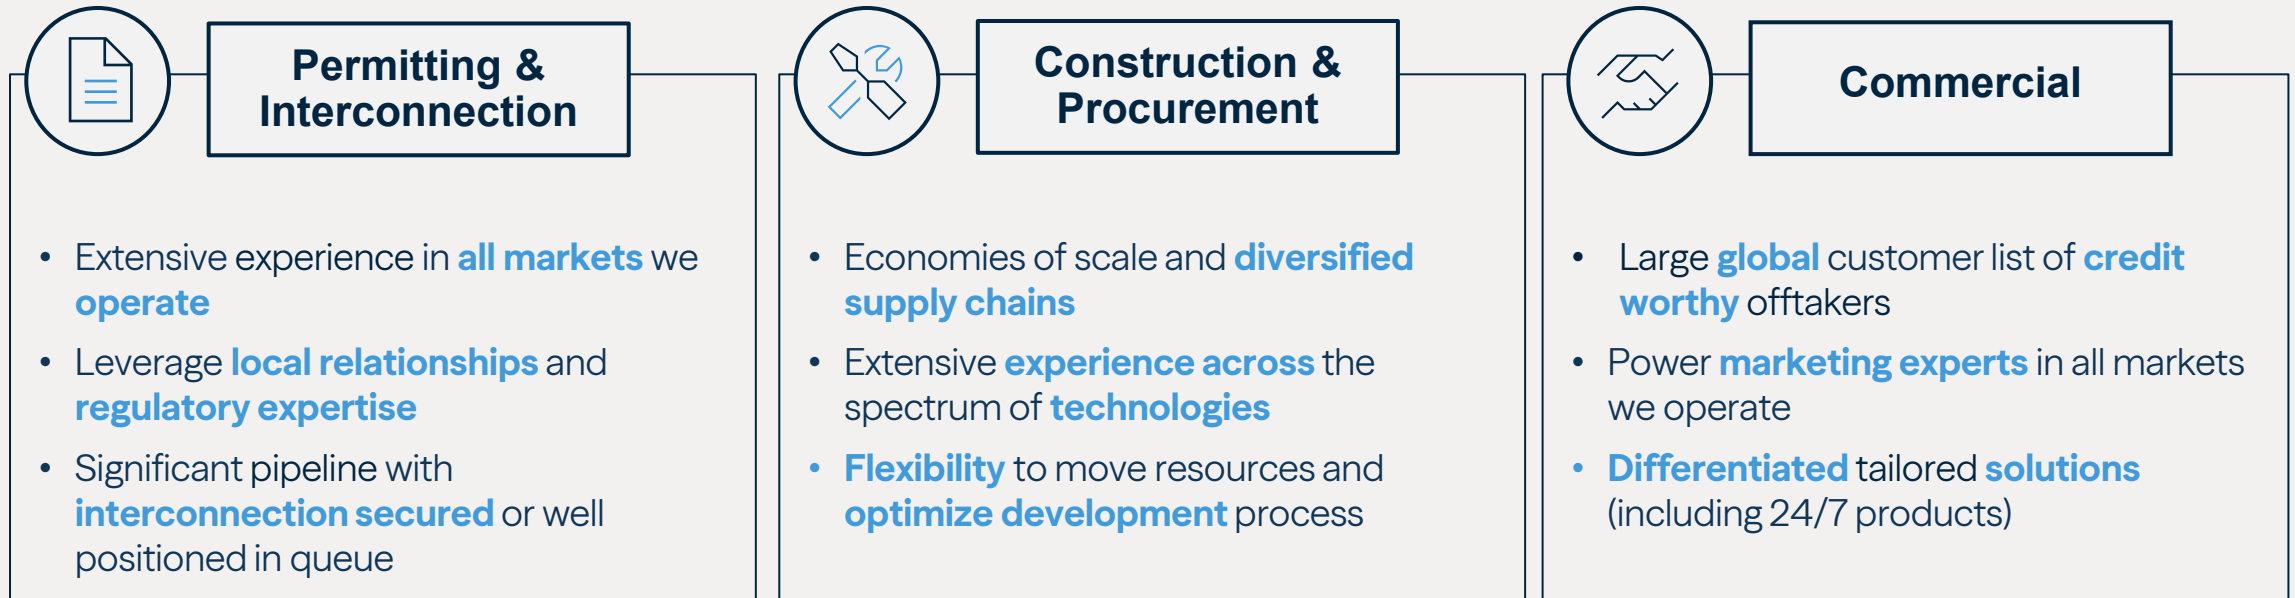 Permitting &
Interconnection
• Extensive experience in all markets we
operate
• Leverage local relationships and
regulatory expertise
• Significant pipeline with
interconnection secured or well
positioned in queue
Construction &
Procurement
• Economies of scale and diversified
supply chains
• Extensive experience across the
spectrum of technologies
• Flexibility to move resources and
optimize development process
Commercial
• Large global customer list of credit
worthy offtakers
• Power marketing experts in all markets
we operate
• Differentiated tailored solutions
(including 24/7 products)